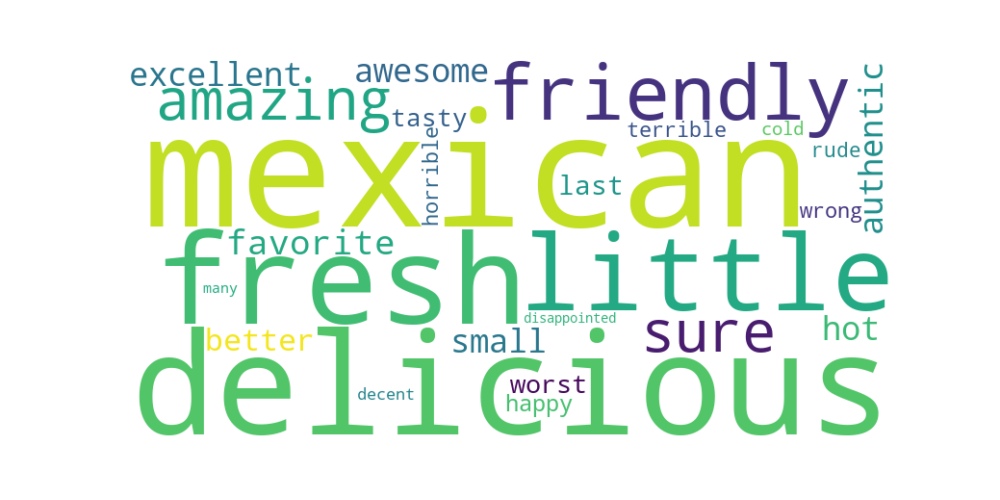 excellent
awesome
friendly
amazing
tasty
authentic
terrible
cold
mexican
horrible
rude
last
wrong
favorite
fresh
little
many
disappointed
better
small
sure
hot
delicious
worst
decent
happy